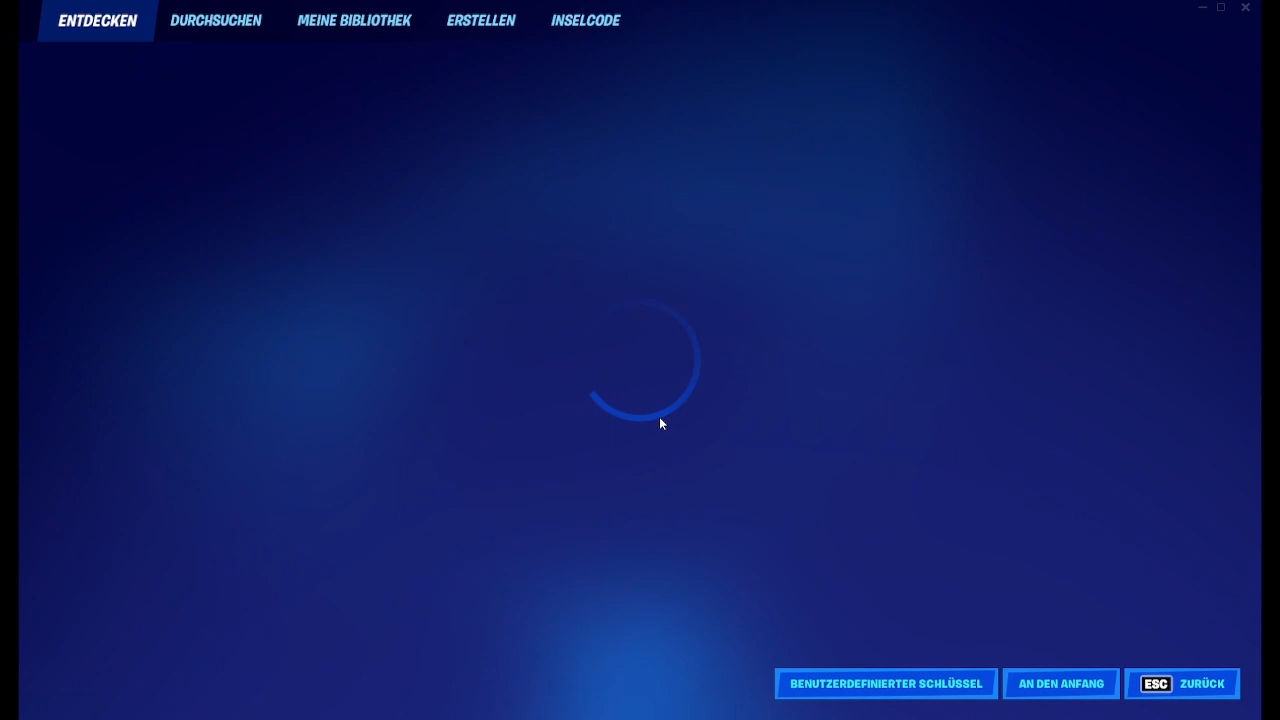 ENTDECKEN DURCHSUCHEN MEINE BIBLIOTHEK ERSTELLEN INSELCODE
BENUTZERDEFINIERTER SCHLÜSSEL AN DEN ANFANG ESC ZURÜCK